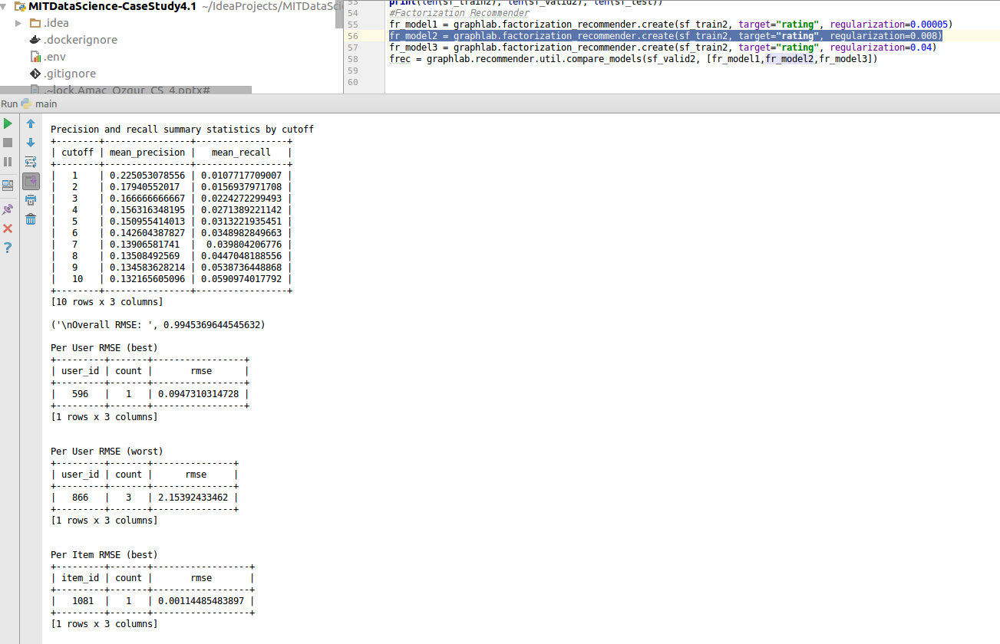 MITDataScience-CaseStudy4.1 ~/IdeaProjects/MITDataSci
.idea
.dockerignore
.env
.gitignore
.~lock.Amac_Ozgur_CS_4.pptx#
53 print(len(sf_train2), len(sf_valid2), len(sf_test))
54 #Factorization Recommender
55 fr_model1 = graphlab.factorization_recommender.create(sf_train2, target="rating", regularization=0.00005)
56 fr_model2 = graphlab.factorization_recommender.create(sf_train2, target="rating", regularization=0.008)
57 fr_model3 = graphlab.factorization_recommender.create(sf_train2, target="rating", regularization=0.04)
58 frec = graphlab.recommender.util.compare_models(sf_valid2, [fr_model1,fr_model2,fr_model3])
59
60
Run main
Precision and recall summary statistics by cutoff
+--------+----------------+-----------------+
| cutoff | mean_precision |   mean_recall   |
+--------+----------------+-----------------+
|   1    | 0.225053078556 | 0.0107717709007 |
|   2    | 0.17940552017  | 0.0156937971708 |
|   3    | 0.166666666667 | 0.0224272299493 |
|   4    | 0.156316348195 | 0.0271389221142 |
|   5    | 0.150955414013 | 0.0313221935451 |
|   6    | 0.142604387827 | 0.0348982849663 |
|   7    | 0.13906581741  |  0.039804206776 |
|   8    | 0.13508492569  | 0.0447048188556 |
|   9    | 0.134583628214 | 0.0538736448868 |
|   10   | 0.132165605096 | 0.0590974017792 |
+--------+----------------+-----------------+
[10 rows x 3 columns]
('\nOverall RMSE: ', 0.9945369644545632)
Per User RMSE (best)
+---------+-------+-----------------+
| user_id | count |       rmse      |
+---------+-------+-----------------+
|   596   |   1   | 0.0947310314728 |
+---------+-------+-----------------+
[1 rows x 3 columns]
Per User RMSE (worst)
+---------+-------+---------------+
| user_id | count |      rmse     |
+---------+-------+---------------+
|   866   |   3   | 2.15392433462 |
+---------+-------+---------------+
[1 rows x 3 columns]
Per Item RMSE (best)
+---------+-------+------------------+
| item_id | count |       rmse       |
+---------+-------+------------------+
|   1081  |   1   | 0.00114485483897 |
+---------+-------+------------------+
[1 rows x 3 columns]